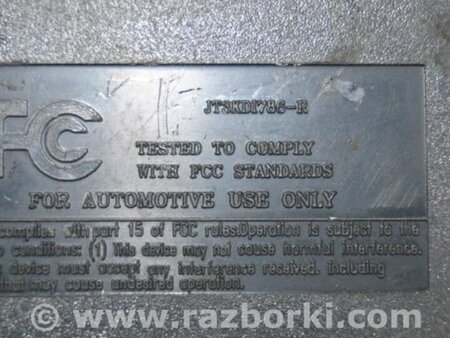 FC
JTSKD1786-R
TESTED TO COMPLY
WITH FCC STANDARDS
FOR AUTOMOTIVE USE ONLY
complies with part 15 of FCC rules.Operation is subject to the
conditions: (1) This device may not cause harmful interference.
device must accept any interference received, including
that may cause undesired operation.
© www.razborki.com